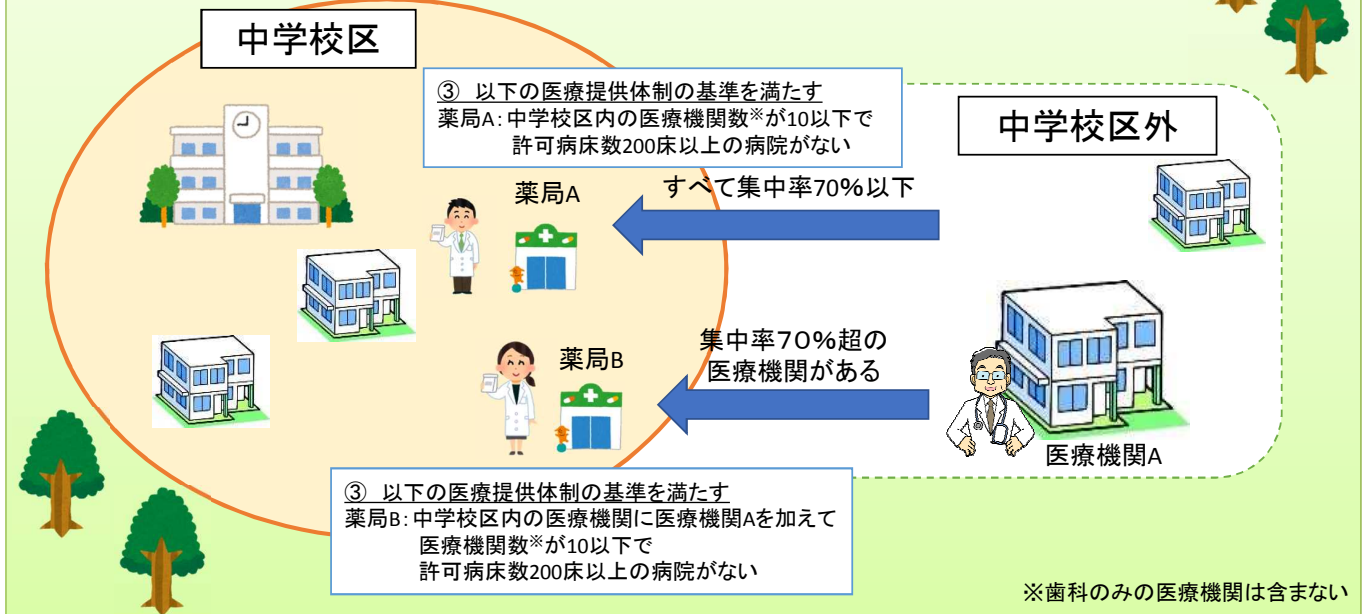 中学校区
③ 以下の医療提供体制の基準を満たす
薬局A：中学校区内の医療機関数※が10以下で
許可病床数200床以上の病院がない
中学校区外
薬局A
すべて集中率70％以下
薬局B
集中率７０％超の
医療機関がある
医療機関A
③ 以下の医療提供体制の基準を満たす
薬局B：中学校区内の医療機関に医療機関Aを加えて
医療機関数※が10以下で
許可病床数200床以上の病院がない
※歯科のみの医療機関は含まない